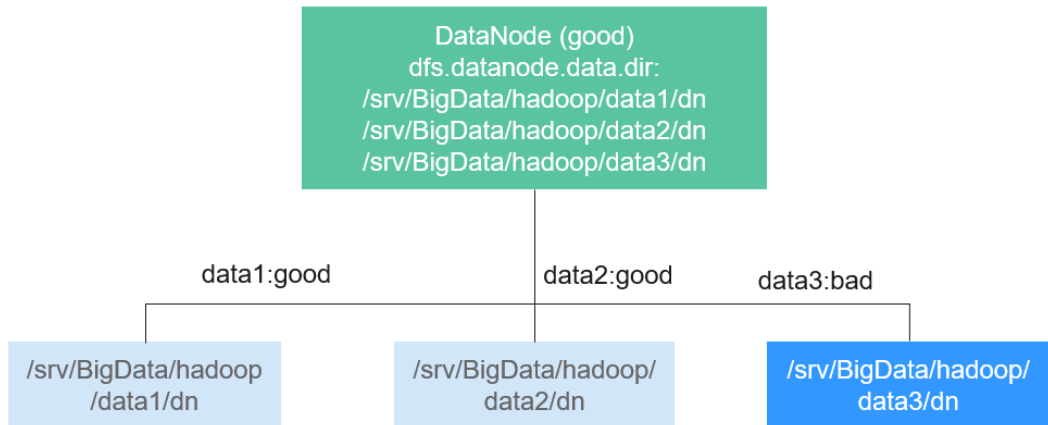 DataNode (good)
dfs.datanode.data.dir:
/srv/BigData/hadoop/data1/dn
/srv/BigData/hadoop/data2/dn
/srv/BigData/hadoop/data3/dn
data1:good
data2:good
data3:bad
/srv/BigData/hadoop
/data1/dn
/srv/BigData/hadoop/
data2/dn
/srv/BigData/hadoop/
data3/dn